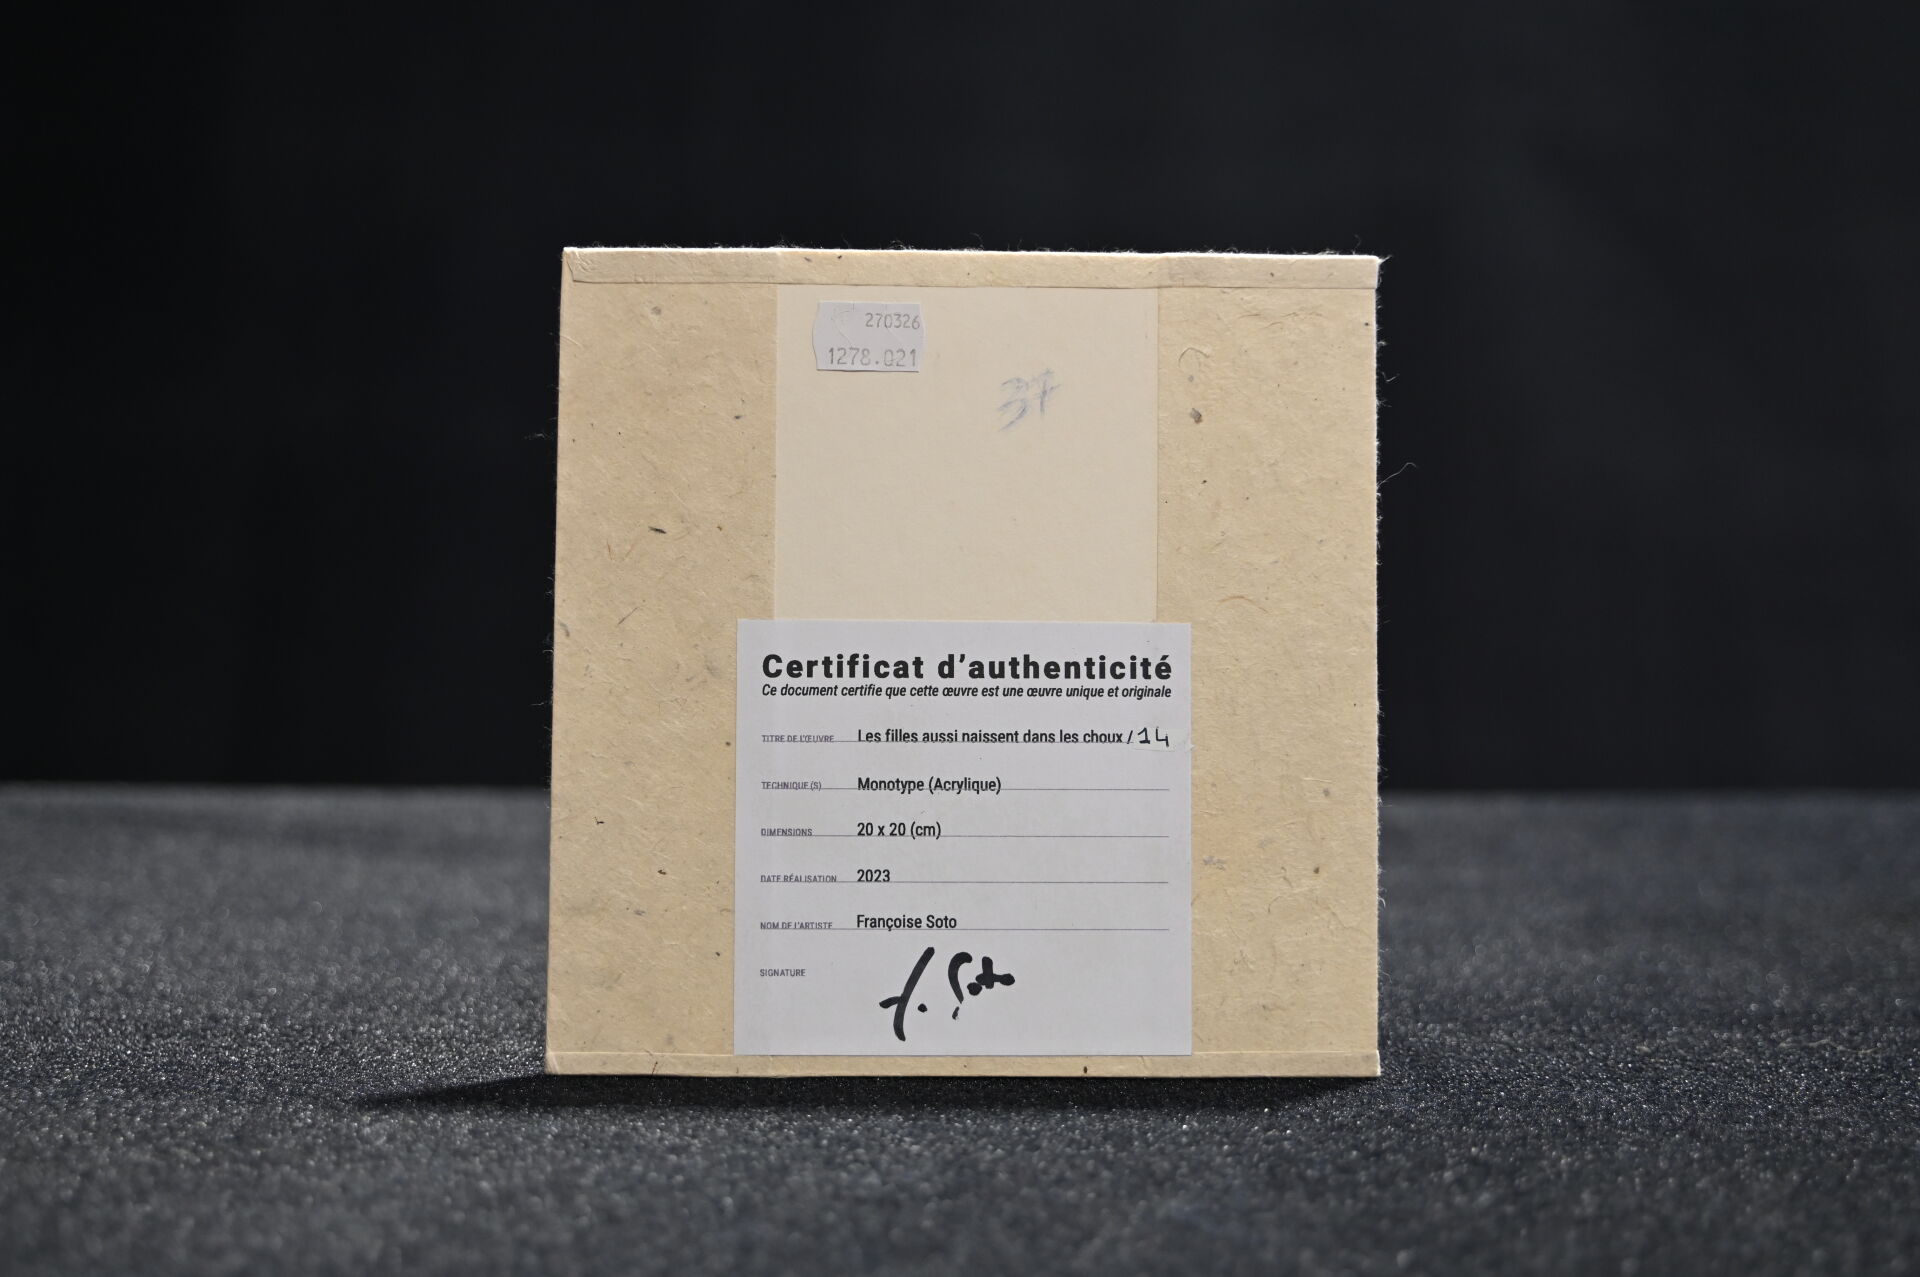 270326
1278.021
37
Certificat d'authenticité
Ce document certifie que cette œuvre est une œuvre unique et originale
TITRE DE L'ŒUVRE Les filles aussi naissent dans les choux / 14
TECHNIQUE (S) Monotype (Acrylique)
DIMENSIONS 20 x 20 (cm)
DATE RÉALISATION 2023
NOM DE L'ARTISTE Françoise Soto
SIGNATURE f. Soto